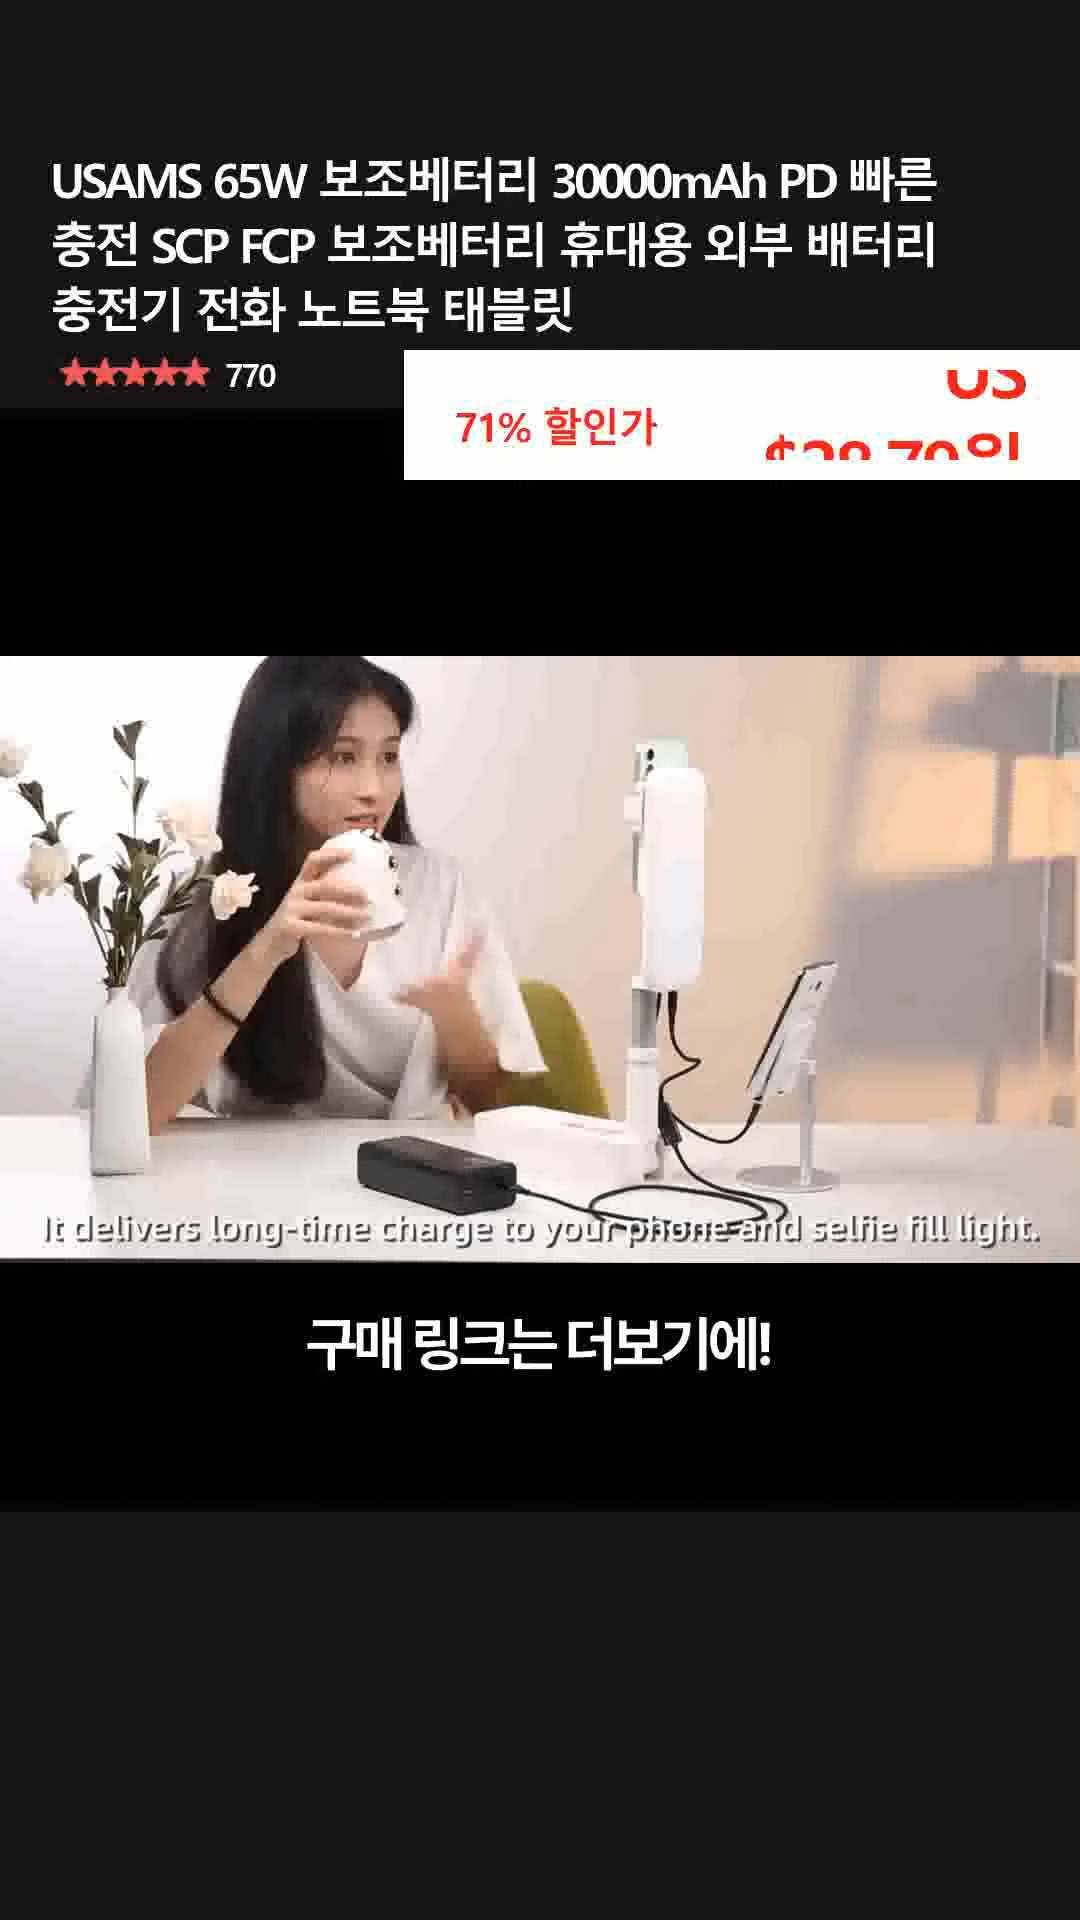 USAMS 65W 보조베터리 30000mAh PD 빠른
충전 SCP FCP 보조베터리 휴대용 외부 배터리
충전기 전화 노트북 태블릿
770
71% 할인가
US
It delivers long-time charge to your phone and selfie fill light.
구매 링크는 더보기에!